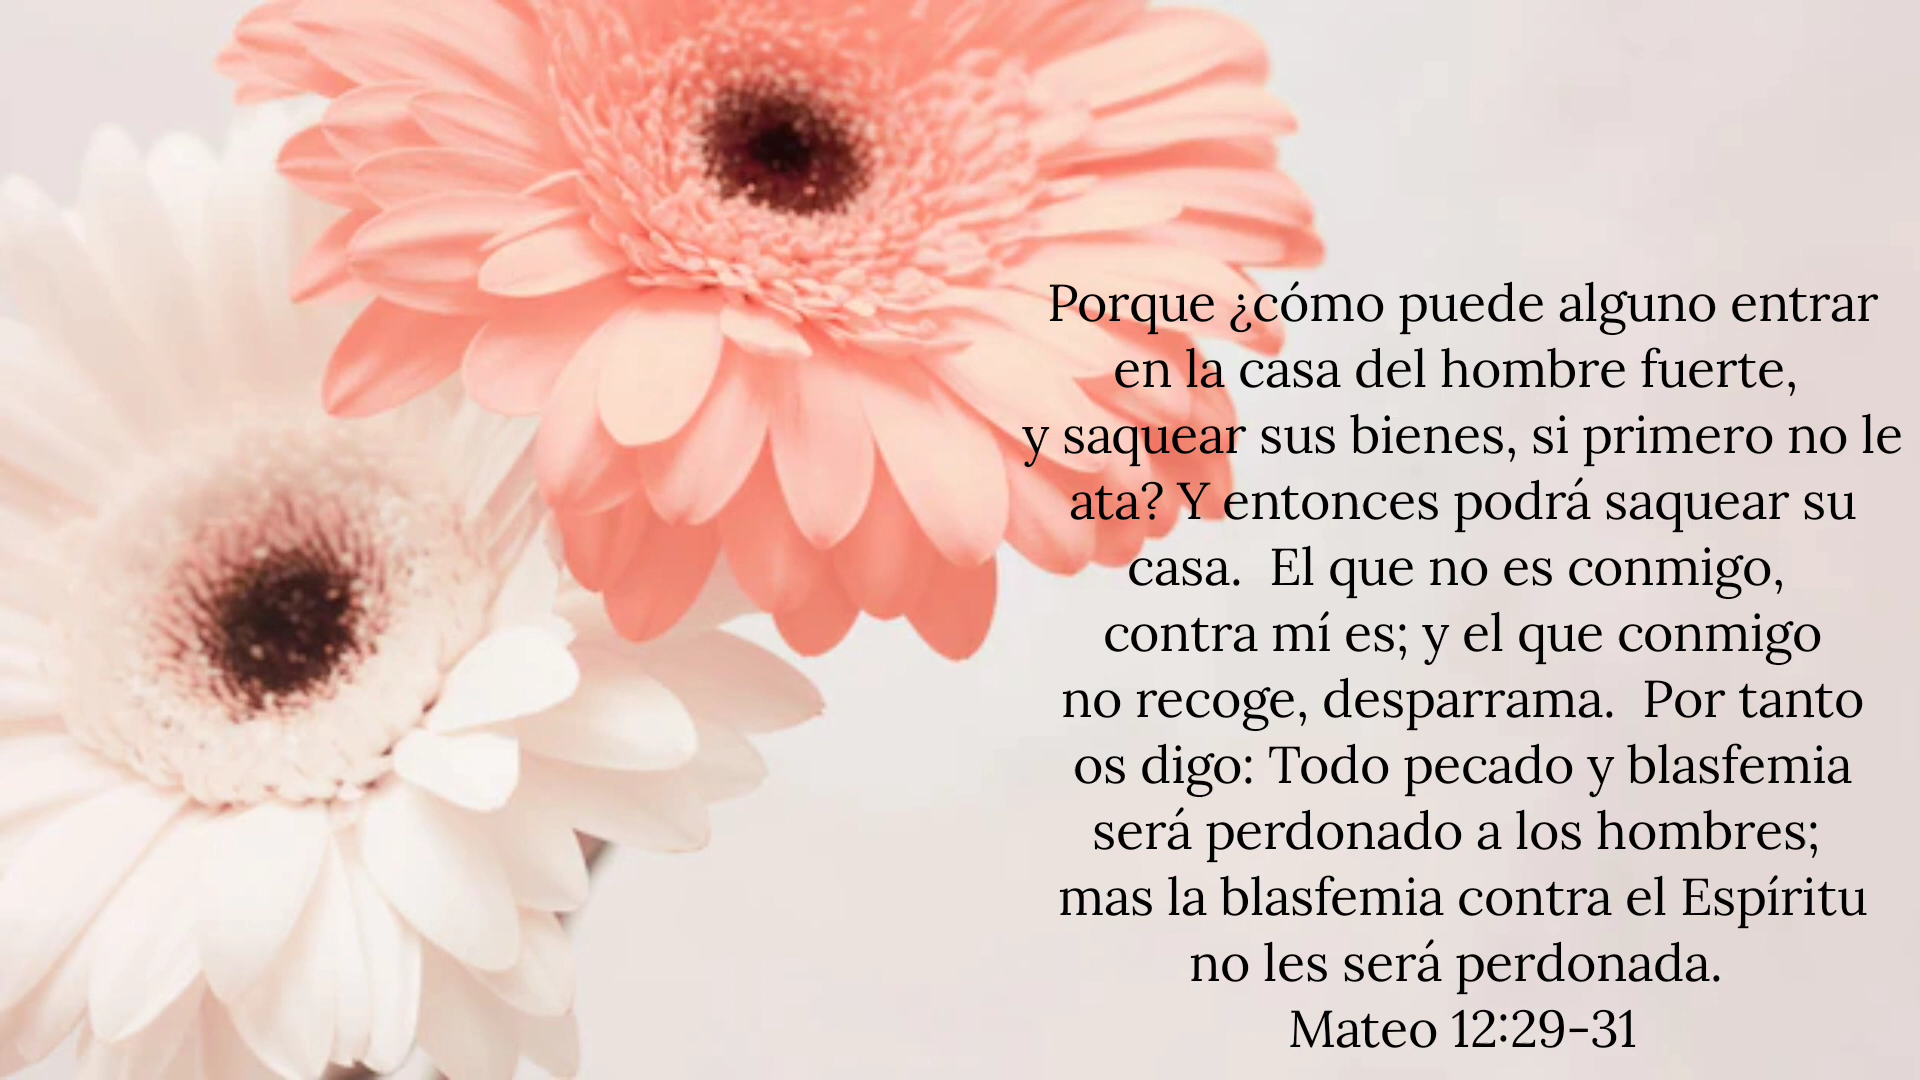 Porque ¿cómo puede alguno entrar
en la casa del hombre fuerte,
y saquear sus bienes, si primero no le
ata? Y entonces podrá saquear su
casa.  El que no es conmigo,
contra mí es; y el que conmigo
no recoge, desparrama.  Por tanto
os digo: Todo pecado y blasfemia
será perdonado a los hombres;
mas la blasfemia contra el Espíritu
no les será perdonada.
Mateo 12:29-31